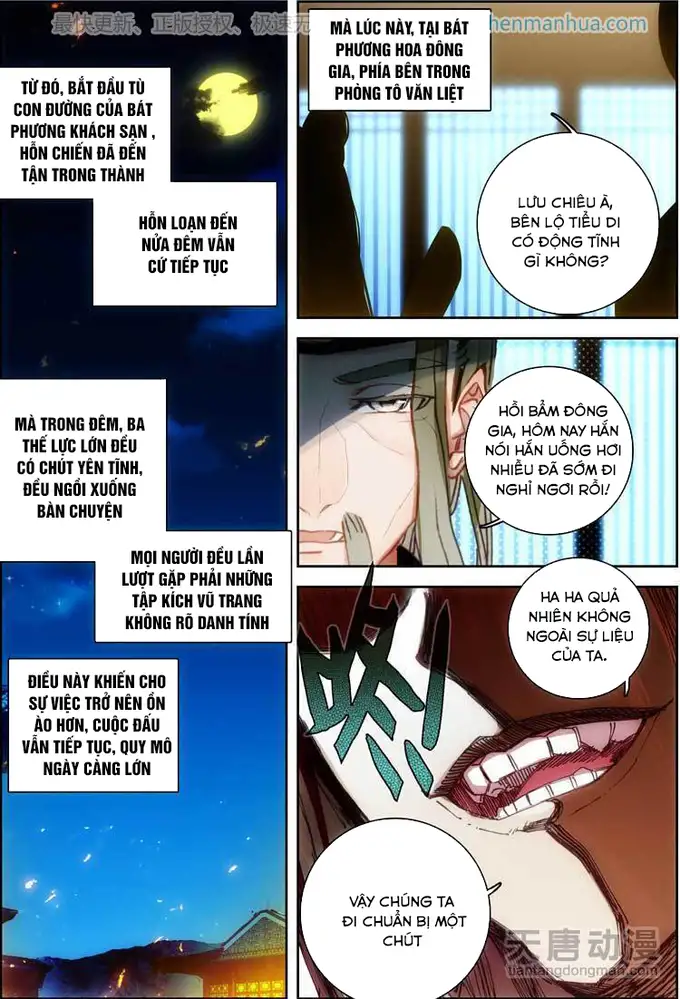 最快更新、正版授权、极速无
henmanhua.com
TỪ ĐÓ, BẮT ĐẦU TÙ
CON ĐƯỜNG CỦA BÁT
PHƯƠNG KHÁCH SẠN ,
HỖN CHIẾN ĐÃ ĐẾN
TẬN TRONG THÀNH
HỖN LOẠN ĐẾN
NỬA ĐÊM VẪN
CỨ TIẾP TỤC
MÀ TRONG ĐÊM, BA
THẾ LỰC LỚN ĐỀU
CÓ CHÚT YÊN TĨNH,
ĐỀU NGỒI XUỐNG
BÀN CHUYỆN
MỌI NGƯỜI ĐỀU LẦN
LƯỢT GẶP PHẢI NHỮNG
TẬP KÍCH VŨ TRANG
KHÔNG RÕ DANH TÍNH
ĐIỀU NÀY KHIẾN CHO
SỰ VIỆC TRỞ NÊN ỒN
ÀO HƠN, CUỘC ĐẤU
VẪN TIẾP TỤC, QUY MÔ
NGÀY CÀNG LỚN
MÀ LÚC NÀY, TẠI BÁT
PHƯƠNG HOA ĐÔNG
GIA, PHÍA BÊN TRONG
PHÒNG TÔ VĂN LIỆT
LƯU CHIÊU À,
BÊN LỘ TIỂU DI
CÓ ĐỘNG TĨNH
GÌ KHÔNG?
HỒI BẨM ĐÔNG
GIA, HÔM NAY HẮN
NÓI HẮN UỐNG HƠI
NHIỀU ĐÃ SỚM ĐI
NGHỈ NGƠI RỒI!
HA HA QUẢ
NHIÊN KHÔNG
NGOÀI SỰ LIỆU
CỦA TA.
VẬY CHÚNG TA
ĐI CHUẨN BỊ MỘT
CHÚT
天唐动漫
tiantangdongman.com